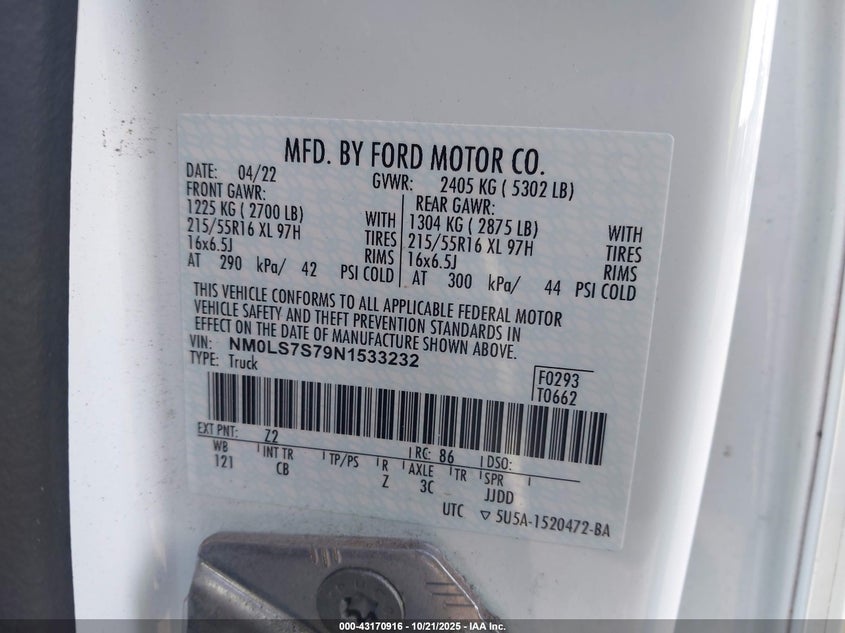 MFD. BY FORD MOTOR CO.
DATE: 04/22 GVWR: 2405 KG ( 5302 LB)
FRONT GAWR: REAR GAWR:
1225 KG ( 2700 LB) WITH 1304 KG ( 2875 LB) WITH
215/55R16 XL 97H TIRES 215/55R16 XL 97H TIRES
16x6.5J RIMS 16x6.5J RIMS
AT 290 kPa/ 42 PSI COLD AT 300 kPa/ 44 PSI COLD
THIS VEHICLE CONFORMS TO ALL APPLICABLE FEDERAL MOTOR
VEHICLE SAFETY AND THEFT PREVENTION STANDARDS IN
EFFECT ON THE DATE OF MANUFACTURE SHOWN ABOVE.
VIN: NM0LS7S79N1533232
TYPE: Truck
F0293
T0662
EXT PNT: Z2 RC: 86 DSO:
WB INT TR TP/PS R AXLE TR SPR
121 CB Z 3C JJDD
UTC ▽ 5U5A-1520472-BA
000-43170916 - 10/21/2025 - IAA Inc.